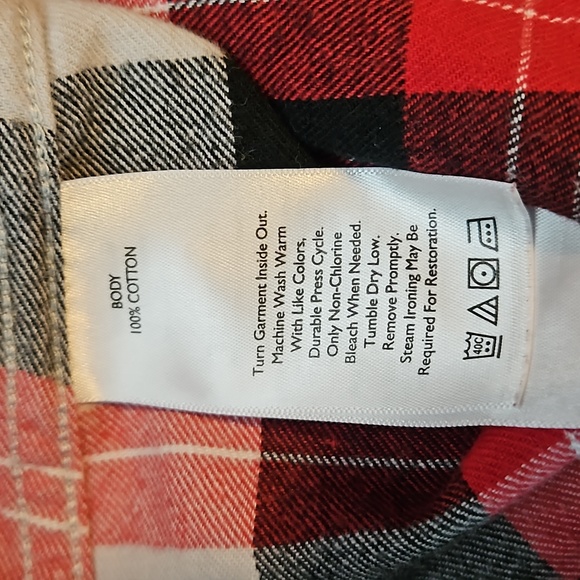 BODY
100% COTTON
Turn Garment Inside Out.
Machine Wash Warm
With Like Colors,
Durable Press Cycle.
Only Non-Chlorine
Bleach When Needed.
Tumble Dry Low.
Remove Promptly.
Steam Ironing May Be
Required For Restoration.
40C